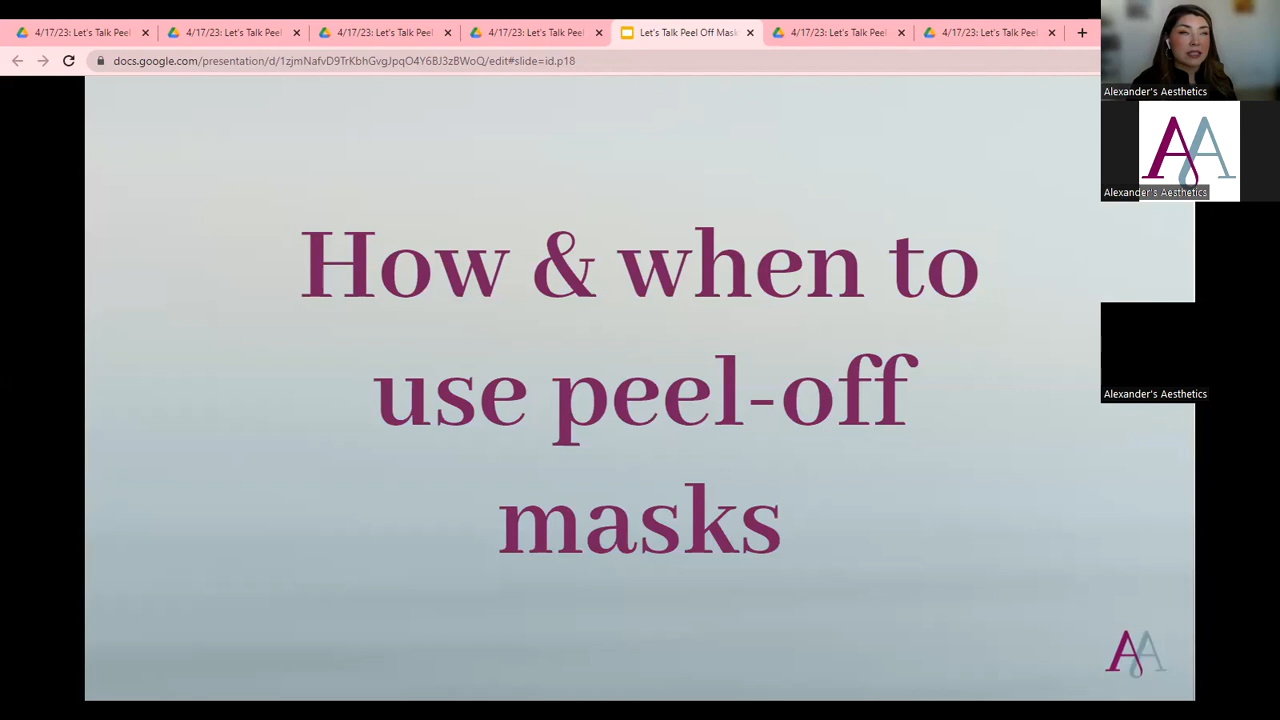 4/17/23: Let's Talk Peel
4/17/23: Let's Talk Peel
4/17/23: Let's Talk Peel
4/17/23: Let's Talk Peel
Let's Talk Peel Off Mask
4/17/23: Let's Talk Peel
4/17/23: Let's Talk Peel
docs.google.com/presentation/d/1zjmNafvD9TrKbhGvgJpqO4Y6BJ3zBWoQ/edit#slide=id.p18
Alexander's Aesthetics
AA
Alexander's Aesthetics
Alexander's Aesthetics
How & when to
use peel-off
masks
AA